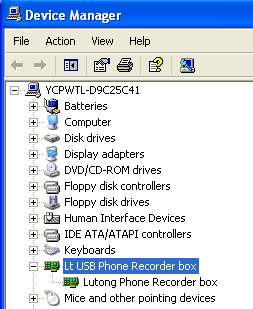 Device Manager
File Action View Help
YCPWTL-D9C25C41
Batteries
Computer
Disk drives
Display adapters
DVD/CD-ROM drives
Floppy disk controllers
Floppy disk drives
Human Interface Devices
IDE ATA/ATAPI controllers
Keyboards
Lt USB Phone Recorder box
Lutong Phone Recorder box
Mice and other pointing devices